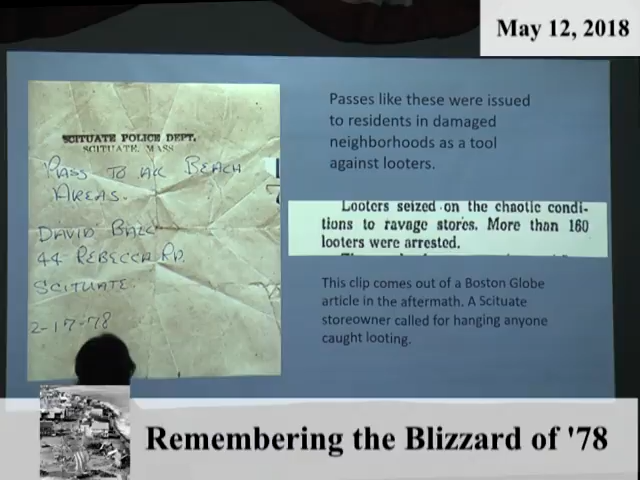 May 12, 2018
SCITUATE POLICE DEPT.
SCITUATE, MASS
PASS TO ALL BEACH
AREAS.
DAVID BALL
44 REBECCA RD.
SCITUATE.
2-17-78
Passes like these were issued
to residents in damaged
neighborhoods as a tool
against looters.
Looters seized on the chaotic condi-
tions to ravage stores. More than 160
looters were arrested.
This clip comes out of a Boston Globe
article in the aftermath. A Scituate
storeowner called for hanging anyone
caught looting.
Remembering the Blizzard of '78